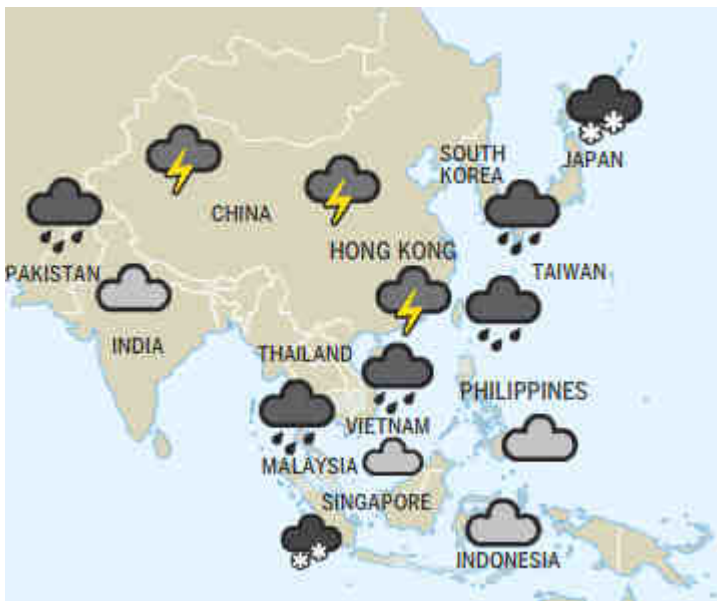 SOUTH
KOREA
JAPAN
CHINA
HONG KONG
PAKISTAN
TAIWAN
INDIA
THAILAND
PHILIPPINES
VIETNAM
MALAYSIA
SINGAPORE
INDONESIA